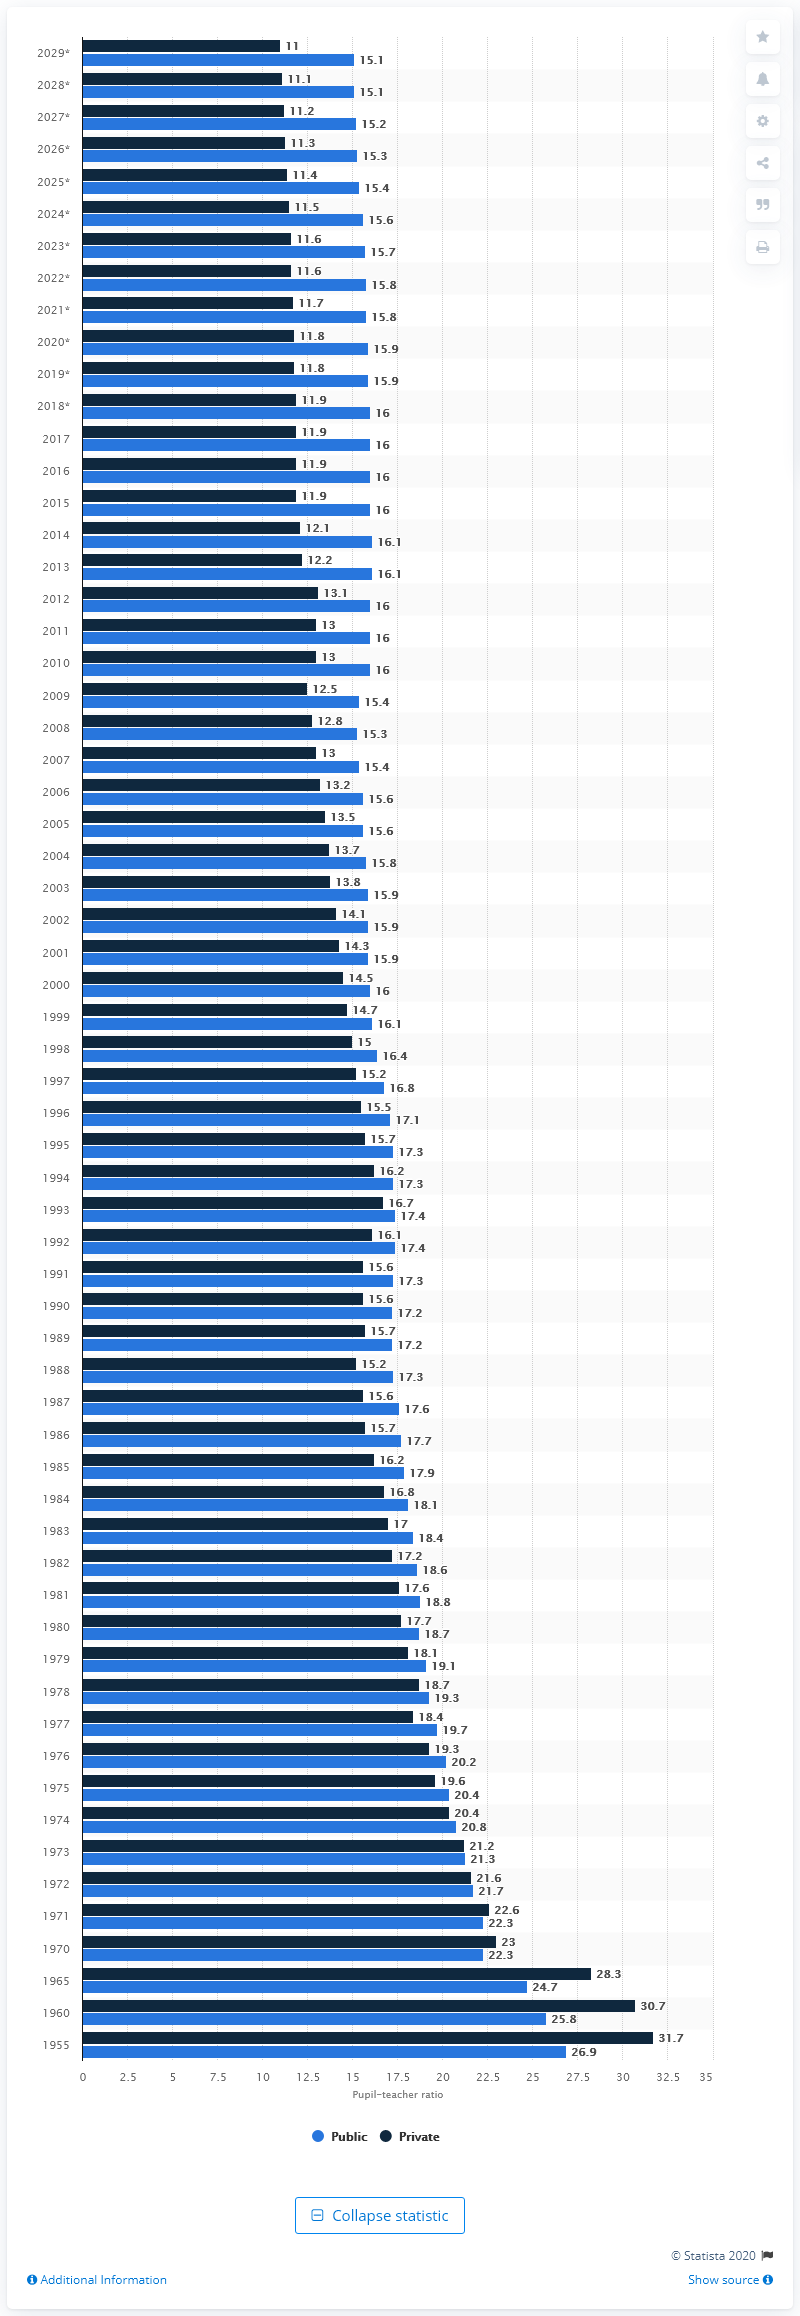 2029* 11 15.1
2028* 11.1 15.1
2027* 11.2 15.2
2026* 11.3 15.3
2025* 11.4 15.4
2024* 11.5 15.6
2023* 11.6 15.7
2022* 11.6 15.8
2021* 11.7 15.8
2020* 11.8 15.9
2019* 11.8 15.9
2018* 11.9 16
2017 11.9 16
2016 11.9 16
2015 11.9 16
2014 12.1 16.1
2013 12.2 16.1
2012 13.1 16
2011 13 16
2010 13 16
2009 12.5 15.4
2008 12.8 15.3
2007 13 15.4
2006 13.2 15.6
2005 13.5 15.6
2004 13.7 15.8
2003 13.8 15.9
2002 14.1 15.9
2001 14.3 15.9
2000 14.5 16
1999 14.7 16.1
1998 15 16.4
1997 15.2 16.8
1996 15.5 17.1
1995 15.7 17.3
1994 16.2 17.3
1993 16.7 17.4
1992 16.1 17.4
1991 15.6 17.3
1990 15.6 17.2
1989 15.7 17.2
1988 15.2 17.3
1987 15.6 17.6
1986 15.7 17.7
1985 16.2 17.9
1984 16.8 18.1
1983 17 18.4
1982 17.2 18.6
1981 17.6 18.8
1980 17.7 18.7
1979 18.1 19.1
1978 18.7 19.3
1977 18.4 19.7
1976 19.3 20.2
1975 19.6 20.4
1974 20.4 20.8
1973 21.2 21.3
1972 21.6 21.7
1971 22.6 22.3
1970 23 22.3
1965 28.3 24.7
1960 30.7 25.8
1955 31.7 26.9
0 2.5 5 7.5 10 12.5 15 17.5 20 22.5 25 27.5 30 32.5 35
Pupil-teacher ratio
Public Private
Collapse statistic
© Statista 2020
Additional Information Show source